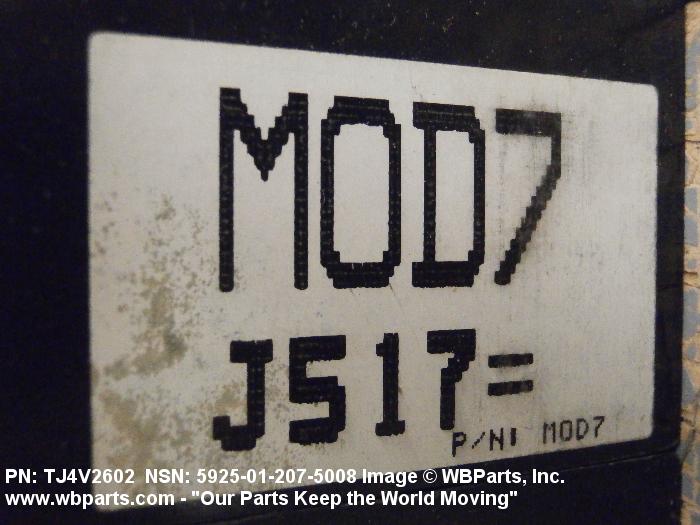 MOD7
J517=
P/N: MOD7
PN: TJ4V2602 NSN: 5925-01-207-5008 Image © WBParts, Inc.
www.wbparts.com - "Our Parts Keep the World Moving"